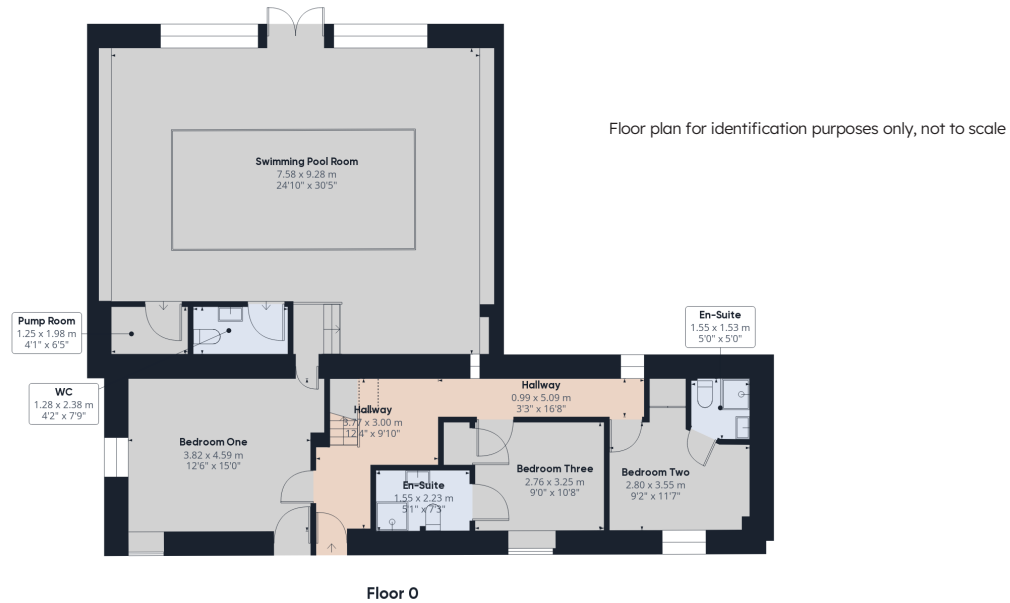 Floor plan for identification purposes only, not to scale
Swimming Pool Room
7.58 x 9.28 m
24'10" x 30'5"
Pump Room
1.25 x 1.98 m
4'1" x 6'5"
En-Suite
1.55 x 1.53 m
5'0" x 5'0"
WC
1.28 x 2.38 m
4'2" x 7'9"
Hallway
0.99 x 5.09 m
3'3" x 16'8"
Hallway
3.77 x 3.00 m
12'4" x 9'10"
Bedroom One
3.82 x 4.59 m
12'6" x 15'0"
Bedroom Three
2.76 x 3.25 m
9'0" x 10'8"
Bedroom Two
2.80 x 3.55 m
9'2" x 11'7"
En-Suite
1.55 x 2.23 m
5'1" x 7'3"
Floor 0